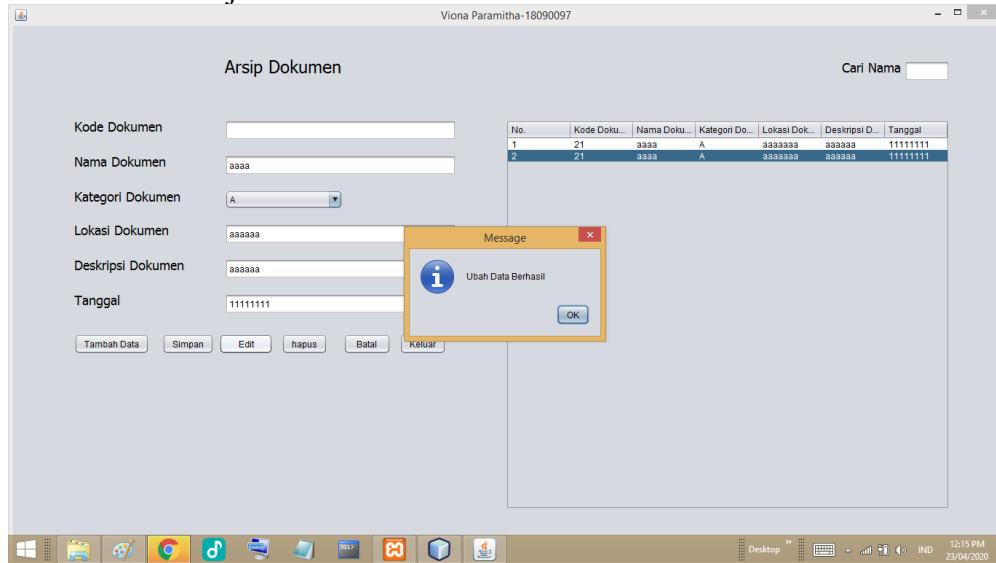 Viona Paramitha-18090097
Arsip Dokumen
Cari Nama
Kode Dokumen
Nama Dokumen
aaaa
Kategori Dokumen
A
Lokasi Dokumen
aaaaaa
Deskripsi Dokumen
aaaaaa
Tanggal
11111111
Tambah Data Simpan Edit hapus Batal Keluar
No. Kode Doku... Nama Doku... Kategori Do... Lokasi Dok... Deskripsi D... Tanggal
1 21 aaaa A aaaaaaa aaaaaa 11111111
2 21 aaaa A aaaaaaa aaaaaa 11111111
Message
Ubah Data Berhasil
OK
Desktop
IND
12:15 PM
23/04/2020